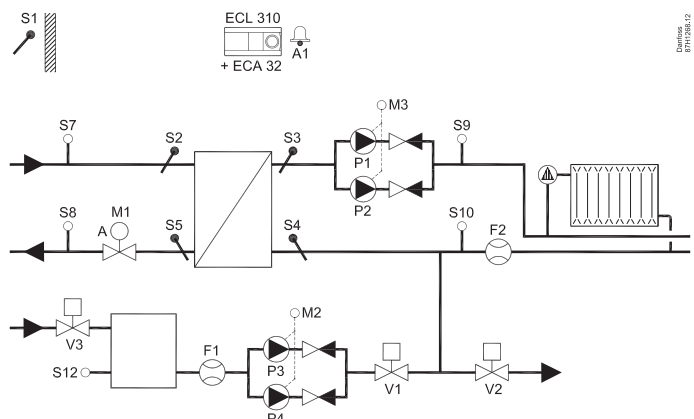 S1
ECL 310
A1
+ ECA 32
Danfoss
87H1268.12
M3
S7
S2
S3
S9
P1
P2
S8
M1
A
S5
S4
S10
F2
M2
V3
F1
P3
S12
V1
V2
P4